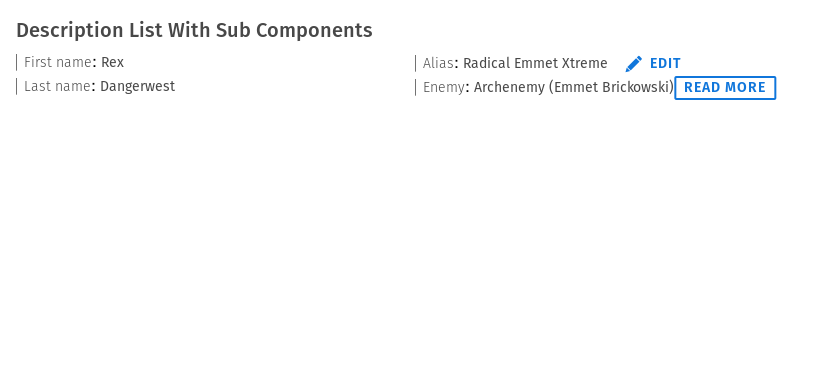 Description List With Sub Components
First name: Rex
Last name: Dangerwest
Alias: Radical Emmet Xtreme EDIT
Enemy: Archenemy (Emmet Brickowski) READ MORE